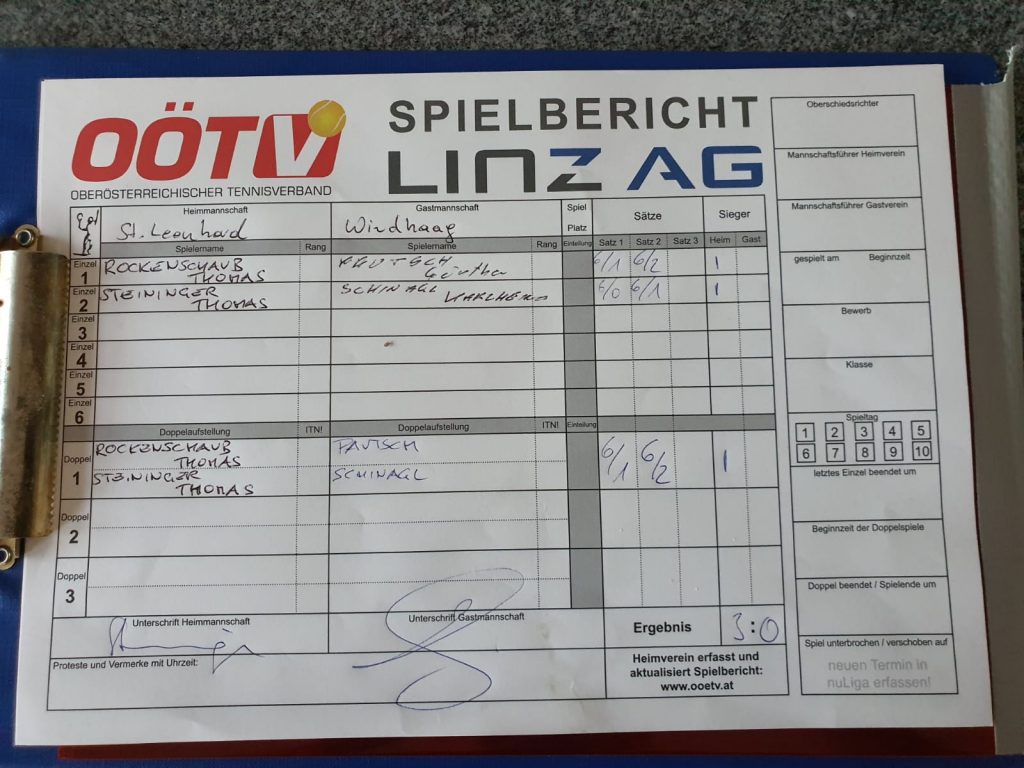 OÖTV
OBERÖSTERREICHISCHER TENNISVERBAND
SPIELBERICHT
LINZ AG
Heimmannschaft Gastmannschaft Spiel Platz Sätze Sieger
St. Leonhard Windhaag
Spielername Rang Spielername Rang Einteilung Satz 1 Satz 2 Satz 3 Heim Gast
Einzel 1 ROCKENSCHAUB THOMAS Günther 6/1 6/2 1
Einzel 2 STEININGER THOMAS SCHINAGL 6/0 6/1 1
Einzel 3
Einzel 4
Einzel 5
Einzel 6
Doppelaufstellung ITN! Doppelaufstellung ITN! Einteilung
Doppel 1 ROCKENSCHAUB THOMAS PAUTSCH 6/1 6/2 1
STEININGER THOMAS SCHINAGL
Doppel 2
Doppel 3
Unterschrift Heimmannschaft Unterschrift Gastmannschaft Ergebnis 3:0
Proteste und Vermerke mit Uhrzeit:
Heimverein erfasst und
aktualisiert Spielbericht:
www.ooetv.at
Oberschiedsrichter
Mannschaftsführer Heimverein
Mannschaftsführer Gastverein
gespielt am Beginnzeit
Bewerb
Klasse
Spieltag
1 2 3 4 5
6 7 8 9 10
letztes Einzel beendet um
Beginnzeit der Doppelspiele
Doppel beendet / Spielende um
Spiel unterbrochen / verschoben auf
neuen Termin in
nuLiga erfassen!